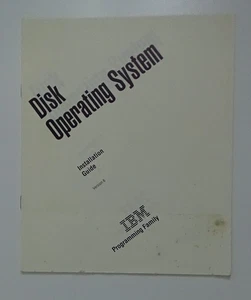 Disk
Operating System
Installation
Guide
IBM
Programming Family